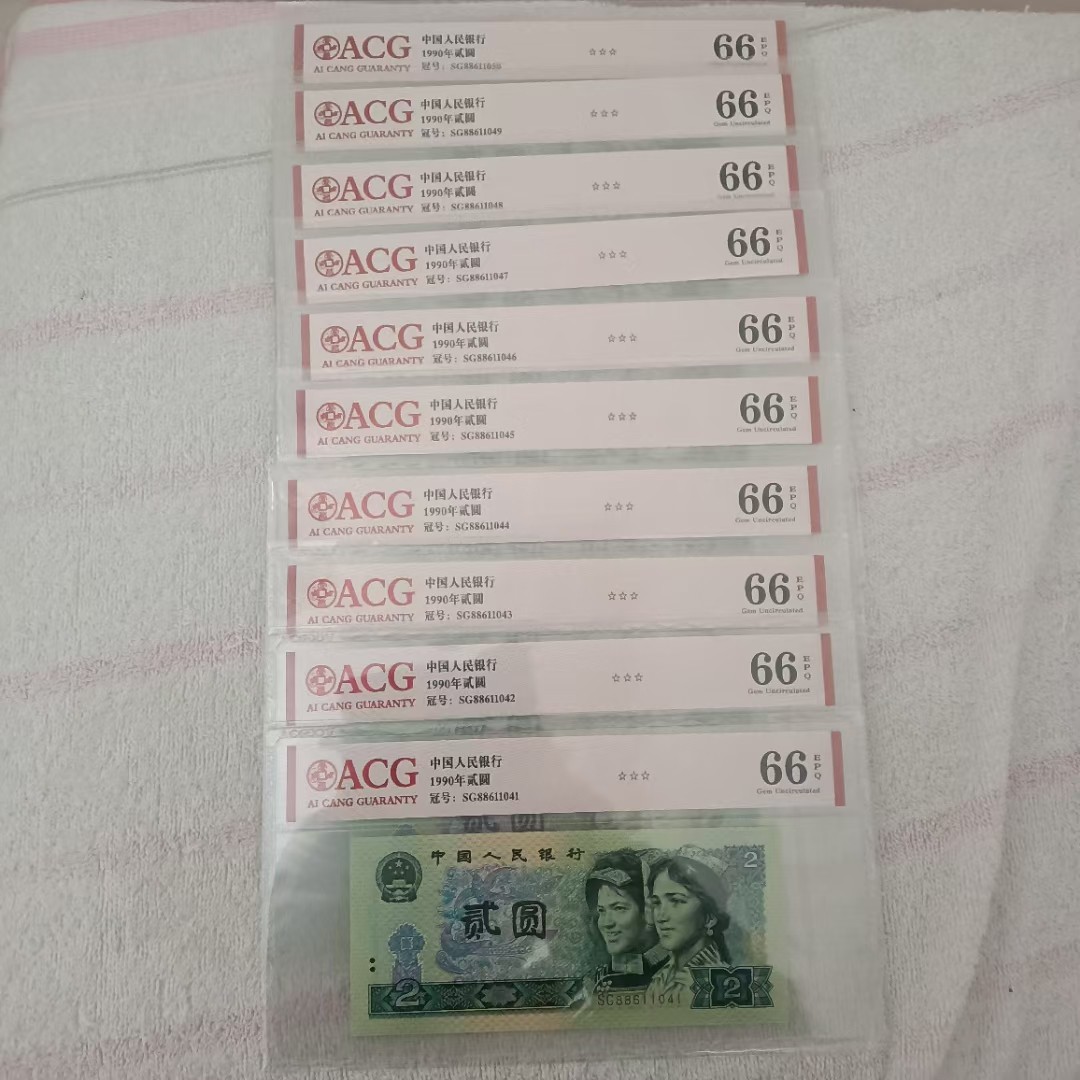 ACG 中国人民银行
1990年贰圆 ☆☆☆ 66 EPQ
AI CANG GUARANTY 冠号: SG88611050
ACG 中国人民银行
1990年贰圆 ☆☆☆ 66 EPQ
AI CANG GUARANTY 冠号: SG88611049 Gem Uncirculated
ACG 中国人民银行
1990年贰圆 ☆☆☆ 66 EPQ
AI CANG GUARANTY 冠号: SG88611048 Gem Uncirculated
ACG 中国人民银行
1990年贰圆 ☆☆☆ 66 EPQ
AI CANG GUARANTY 冠号: SG88611047 Gem Uncirculated
ACG 中国人民银行
1990年贰圆 ☆☆☆ 66 EPQ
AI CANG GUARANTY 冠号: SG88611046 Gem Uncirculated
ACG 中国人民银行
1990年贰圆 ☆☆☆ 66 EPQ
AI CANG GUARANTY 冠号: SG88611045 Gem Uncirculated
ACG 中国人民银行
1990年贰圆 ☆☆☆ 66 EPQ
AI CANG GUARANTY 冠号: SG88611044 Gem Uncirculated
ACG 中国人民银行
1990年贰圆 ☆☆☆ 66 EPQ
AI CANG GUARANTY 冠号: SG88611043 Gem Uncirculated
ACG 中国人民银行
1990年贰圆 ☆☆☆ 66 EPQ
AI CANG GUARANTY 冠号: SG88611042 Gem Uncirculated
ACG 中国人民银行
1990年贰圆 ☆☆☆ 66 EPQ
AI CANG GUARANTY 冠号: SG88611041 Gem Uncirculated
贰圆
中国人民银行 2
贰圆
2 SG88611041 2